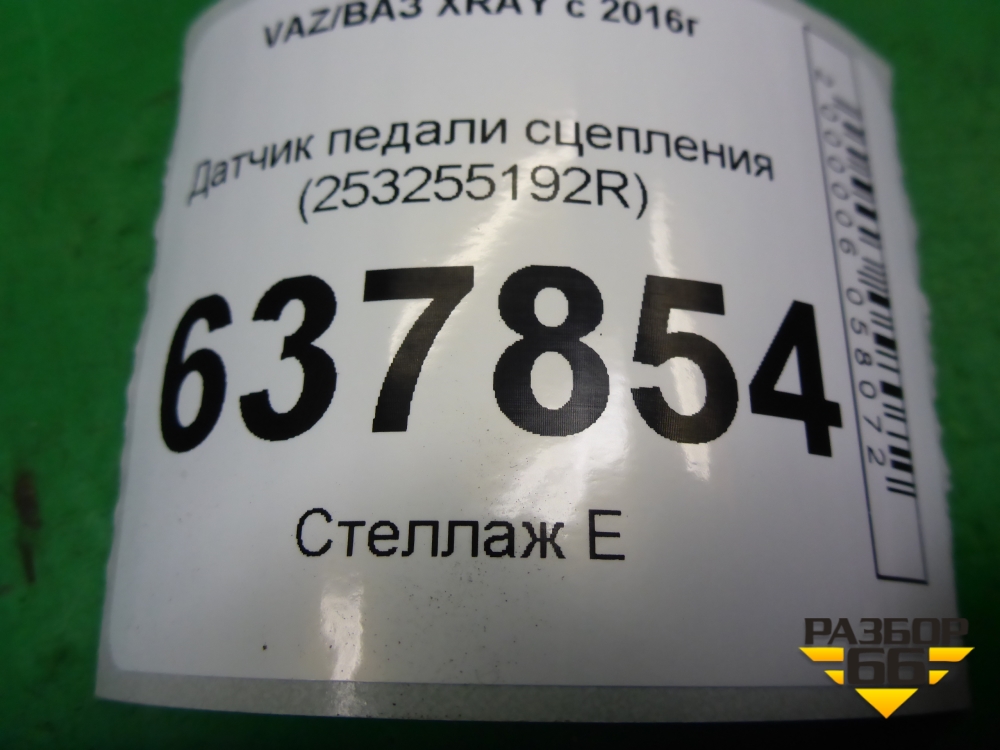 VAZ/ВАЗ XRAY с 2016г
Датчик педали сцепления
(253255192R)
637854
Стеллаж Е
2000006058072
РАЗБОР
66